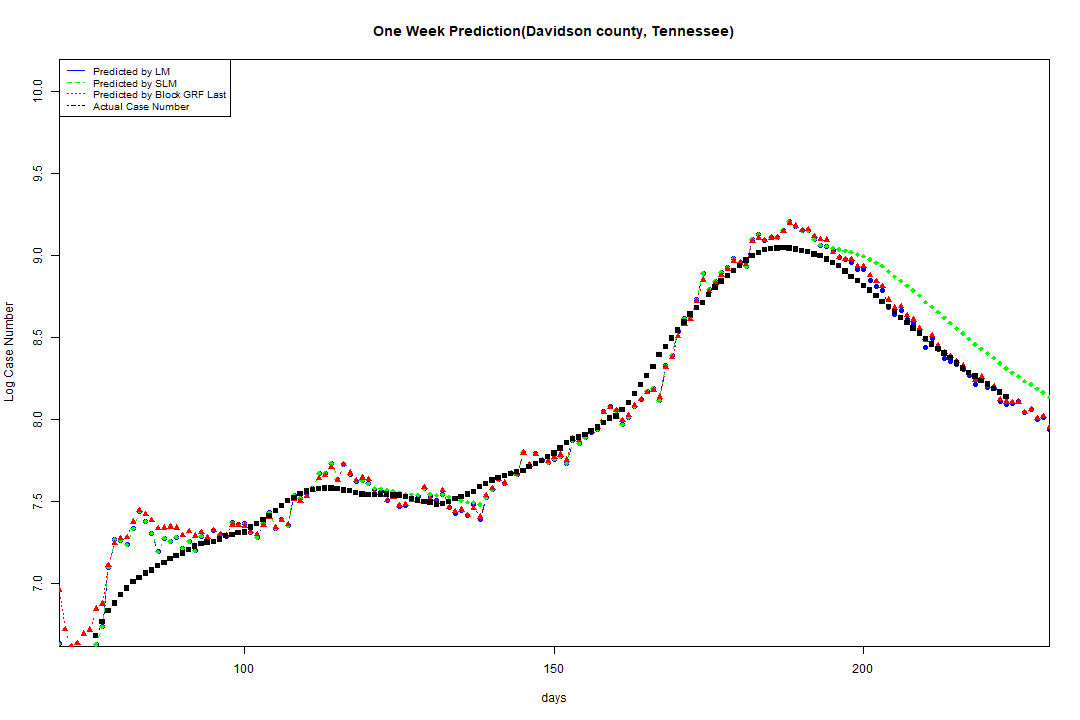 One Week Prediction(Davidson county, Tennessee)
Predicted by LM
Predicted by SLM
Predicted by Block GRF Last
Actual Case Number
Log Case Number
10.0
9.5
9.0
8.5
8.0
7.5
7.0
100
150
200
days